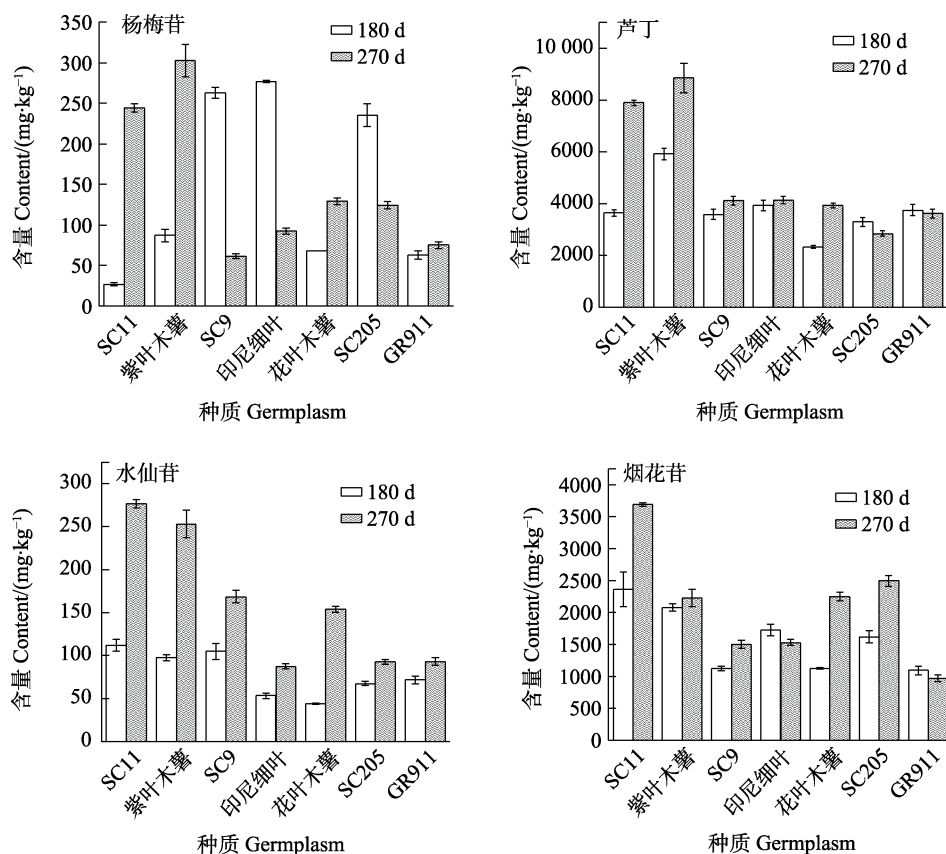 杨梅苷
180 d
270 d
350
300
250
200
150
100
50
0
含量 Content/(mg·kg⁻¹)
SC11
紫叶木薯
SC9
印尼细叶
花叶木薯
SC205
GR911
种质 Germplasm
芦丁
180 d
270 d
10 000
8000
6000
4000
2000
0
含量 Content/(mg·kg⁻¹)
SC11
紫叶木薯
SC9
印尼细叶
花叶木薯
SC205
GR911
种质 Germplasm
水仙苷
180 d
270 d
300
250
200
150
100
50
0
含量 Content/(mg·kg⁻¹)
SC11
紫叶木薯
SC9
印尼细叶
花叶木薯
SC205
GR911
种质 Germplasm
烟花苷
180 d
270 d
4000
3500
3000
2500
2000
1500
1000
500
0
含量 Content/(mg·kg⁻¹)
SC11
紫叶木薯
SC9
印尼细叶
花叶木薯
SC205
GR911
种质 Germplasm